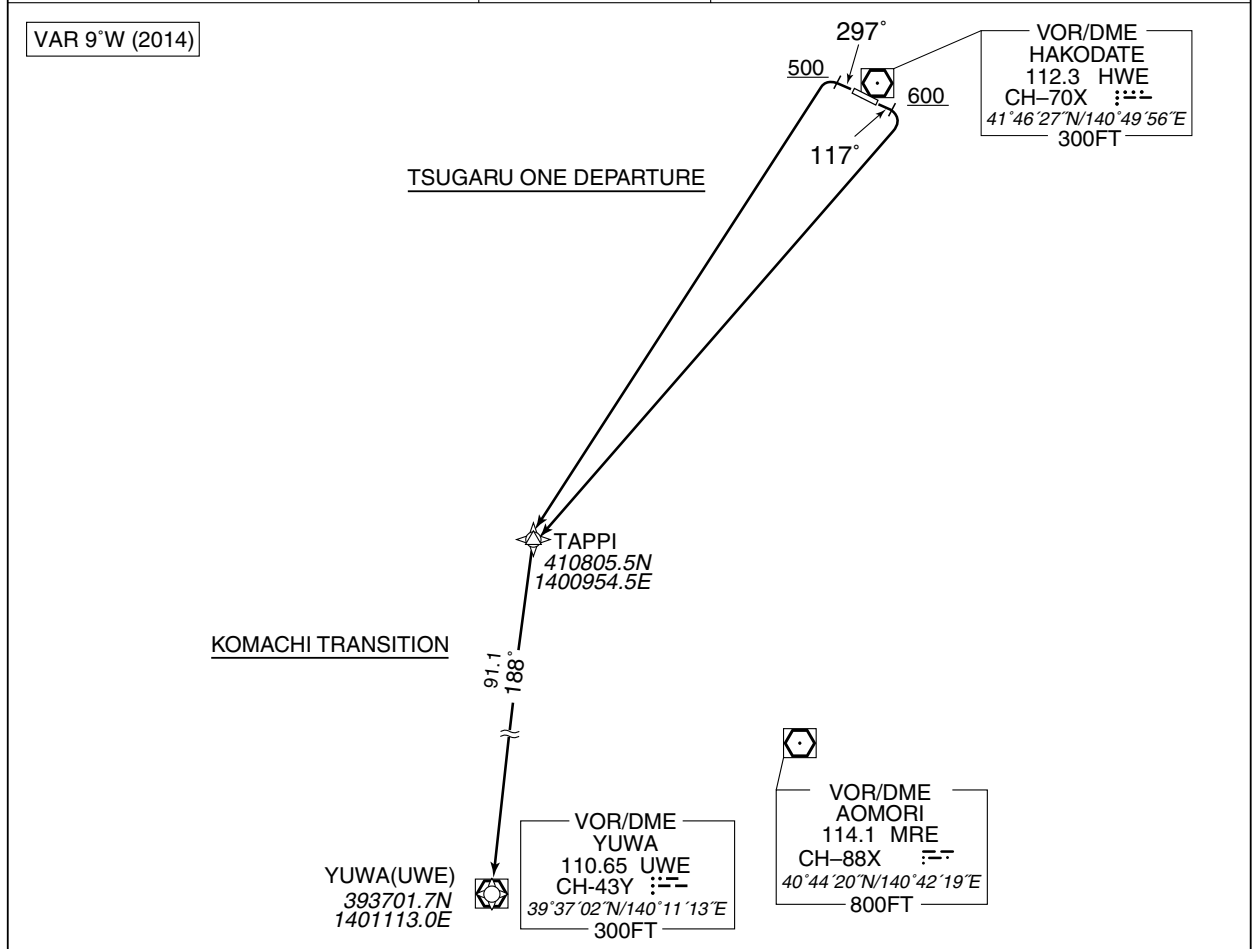 VAR 9°W (2014)
297°
500
600
117°
VOR/DME
HAKODATE
112.3 HWE
CH–70X
41°46´27˝N/140°49´56˝E
300FT
TSUGARU ONE DEPARTURE
TAPPI
410805.5N
1400954.5E
KOMACHI TRANSITION
91.1
188°
YUWA(UWE)
393701.7N
1401113.0E
VOR/DME
YUWA
110.65 UWE
CH-43Y
39°37´02˝N/140°11´13˝E
300FT
VOR/DME
AOMORI
114.1 MRE
CH–88X
40°44´20˝N/140°42´19˝E
800FT